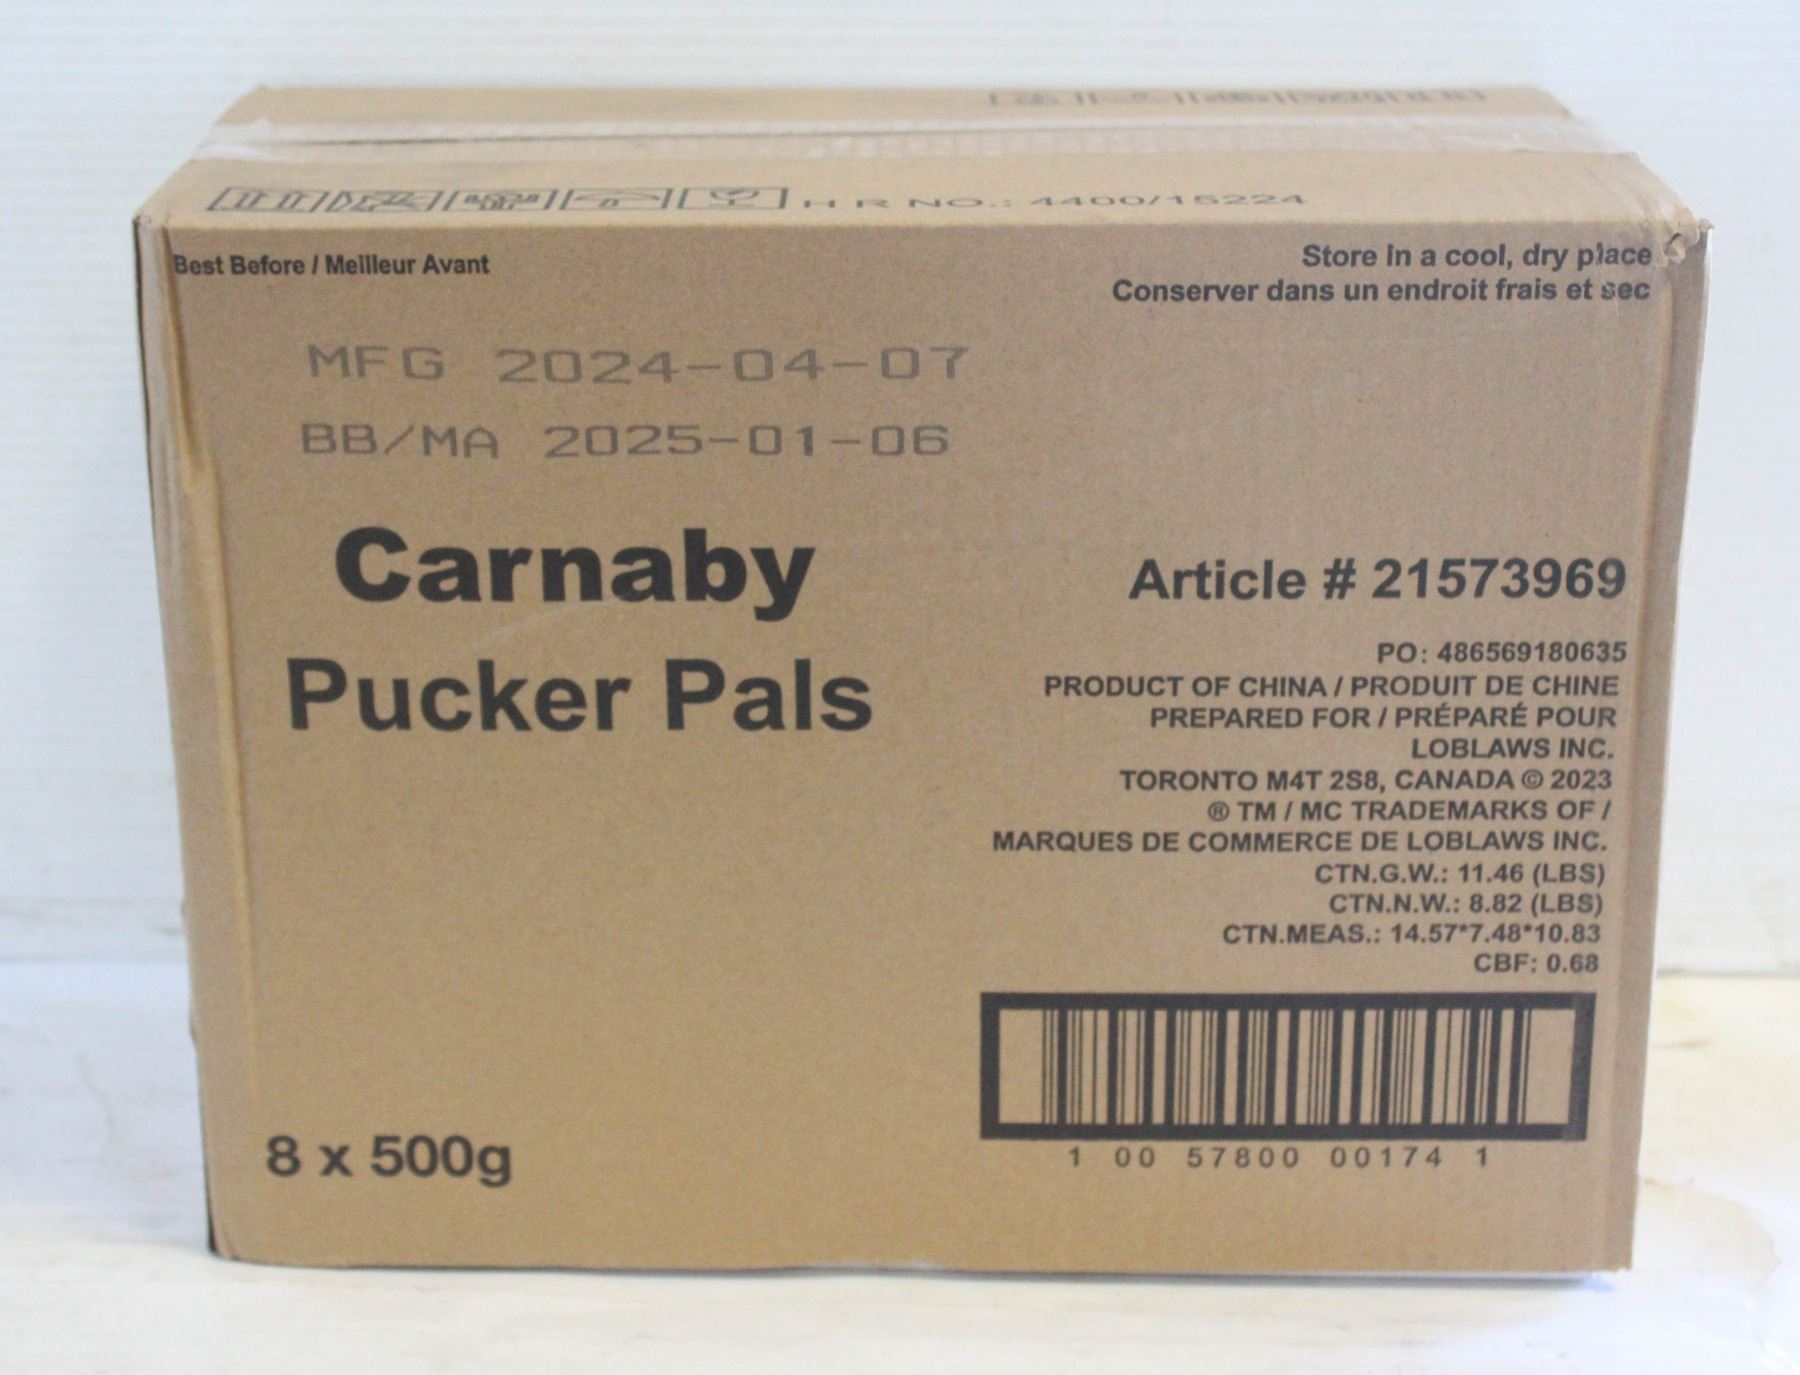 H R NO.: 4400/15224
Best Before / Meilleur Avant
Store in a cool, dry place
Conserver dans un endroit frais et sec
MFG 2024-04-07
BB/MA 2025-01-06
Carnaby
Pucker Pals
Article # 21573969
PO: 486569180635
PRODUCT OF CHINA / PRODUIT DE CHINE
PREPARED FOR / PRÉPARÉ POUR
LOBLAWS INC.
TORONTO M4T 2S8, CANADA © 2023
® TM / MC TRADEMARKS OF /
MARQUES DE COMMERCE DE LOBLAWS INC.
CTN.G.W.: 11.46 (LBS)
CTN.N.W.: 8.82 (LBS)
CTN.MEAS.: 14.57*7.48*10.83
CBF: 0.68
8 x 500g
1 00 57800 00174 1